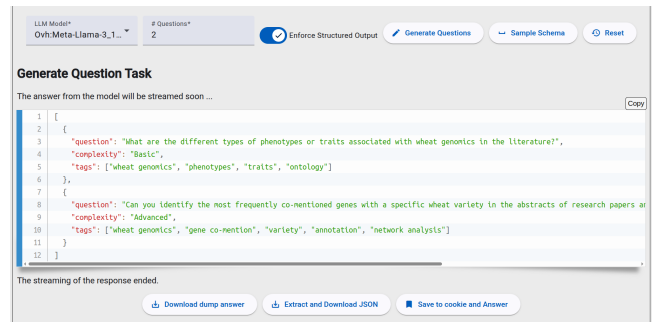 LLM Model* # Questions*
Ovh:Meta-Llama-3_1... 2 Enforce Structured Output Generate Questions Sample Schema Reset
Generate Question Task
The answer from the model will be streamed soon ...
Copy
1 [
2 {
3 "question": "What are the different types of phenotypes or traits associated with wheat genomics in the literature?",
4 "complexity": "Basic",
5 "tags": ["wheat genomics", "phenotypes", "traits", "ontology"]
6 },
7 {
8 "question": "Can you identify the most frequently co-mentioned genes with a specific wheat variety in the abstracts of research papers
9 "complexity": "Advanced",
10 "tags": ["wheat genomics", "gene co-mention", "variety", "annotation", "network analysis"]
11 }
12 ]
The streaming of the response ended.
Download dump answer Extract and Download JSON Save to cookie and Answer